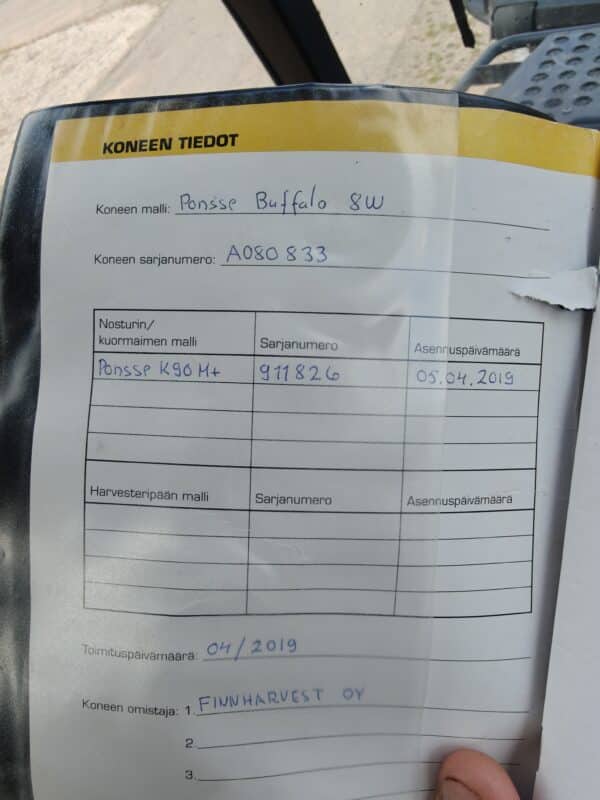 KONEEN TIEDOT
Koneen malli: Ponsse Buffalo 8W
Koneen sarjanumero: A080833
Nosturin/
kuormaimen malli Sarjanumero Asennuspäivämäärä
Ponsse K90M+ 911826 05.04.2019
Harvesteripään malli Sarjanumero Asennuspäivämäärä
Toimituspäivämäärä: 04/2019
Koneen omistaja: 1. FINNHARVEST OY
2.
3.